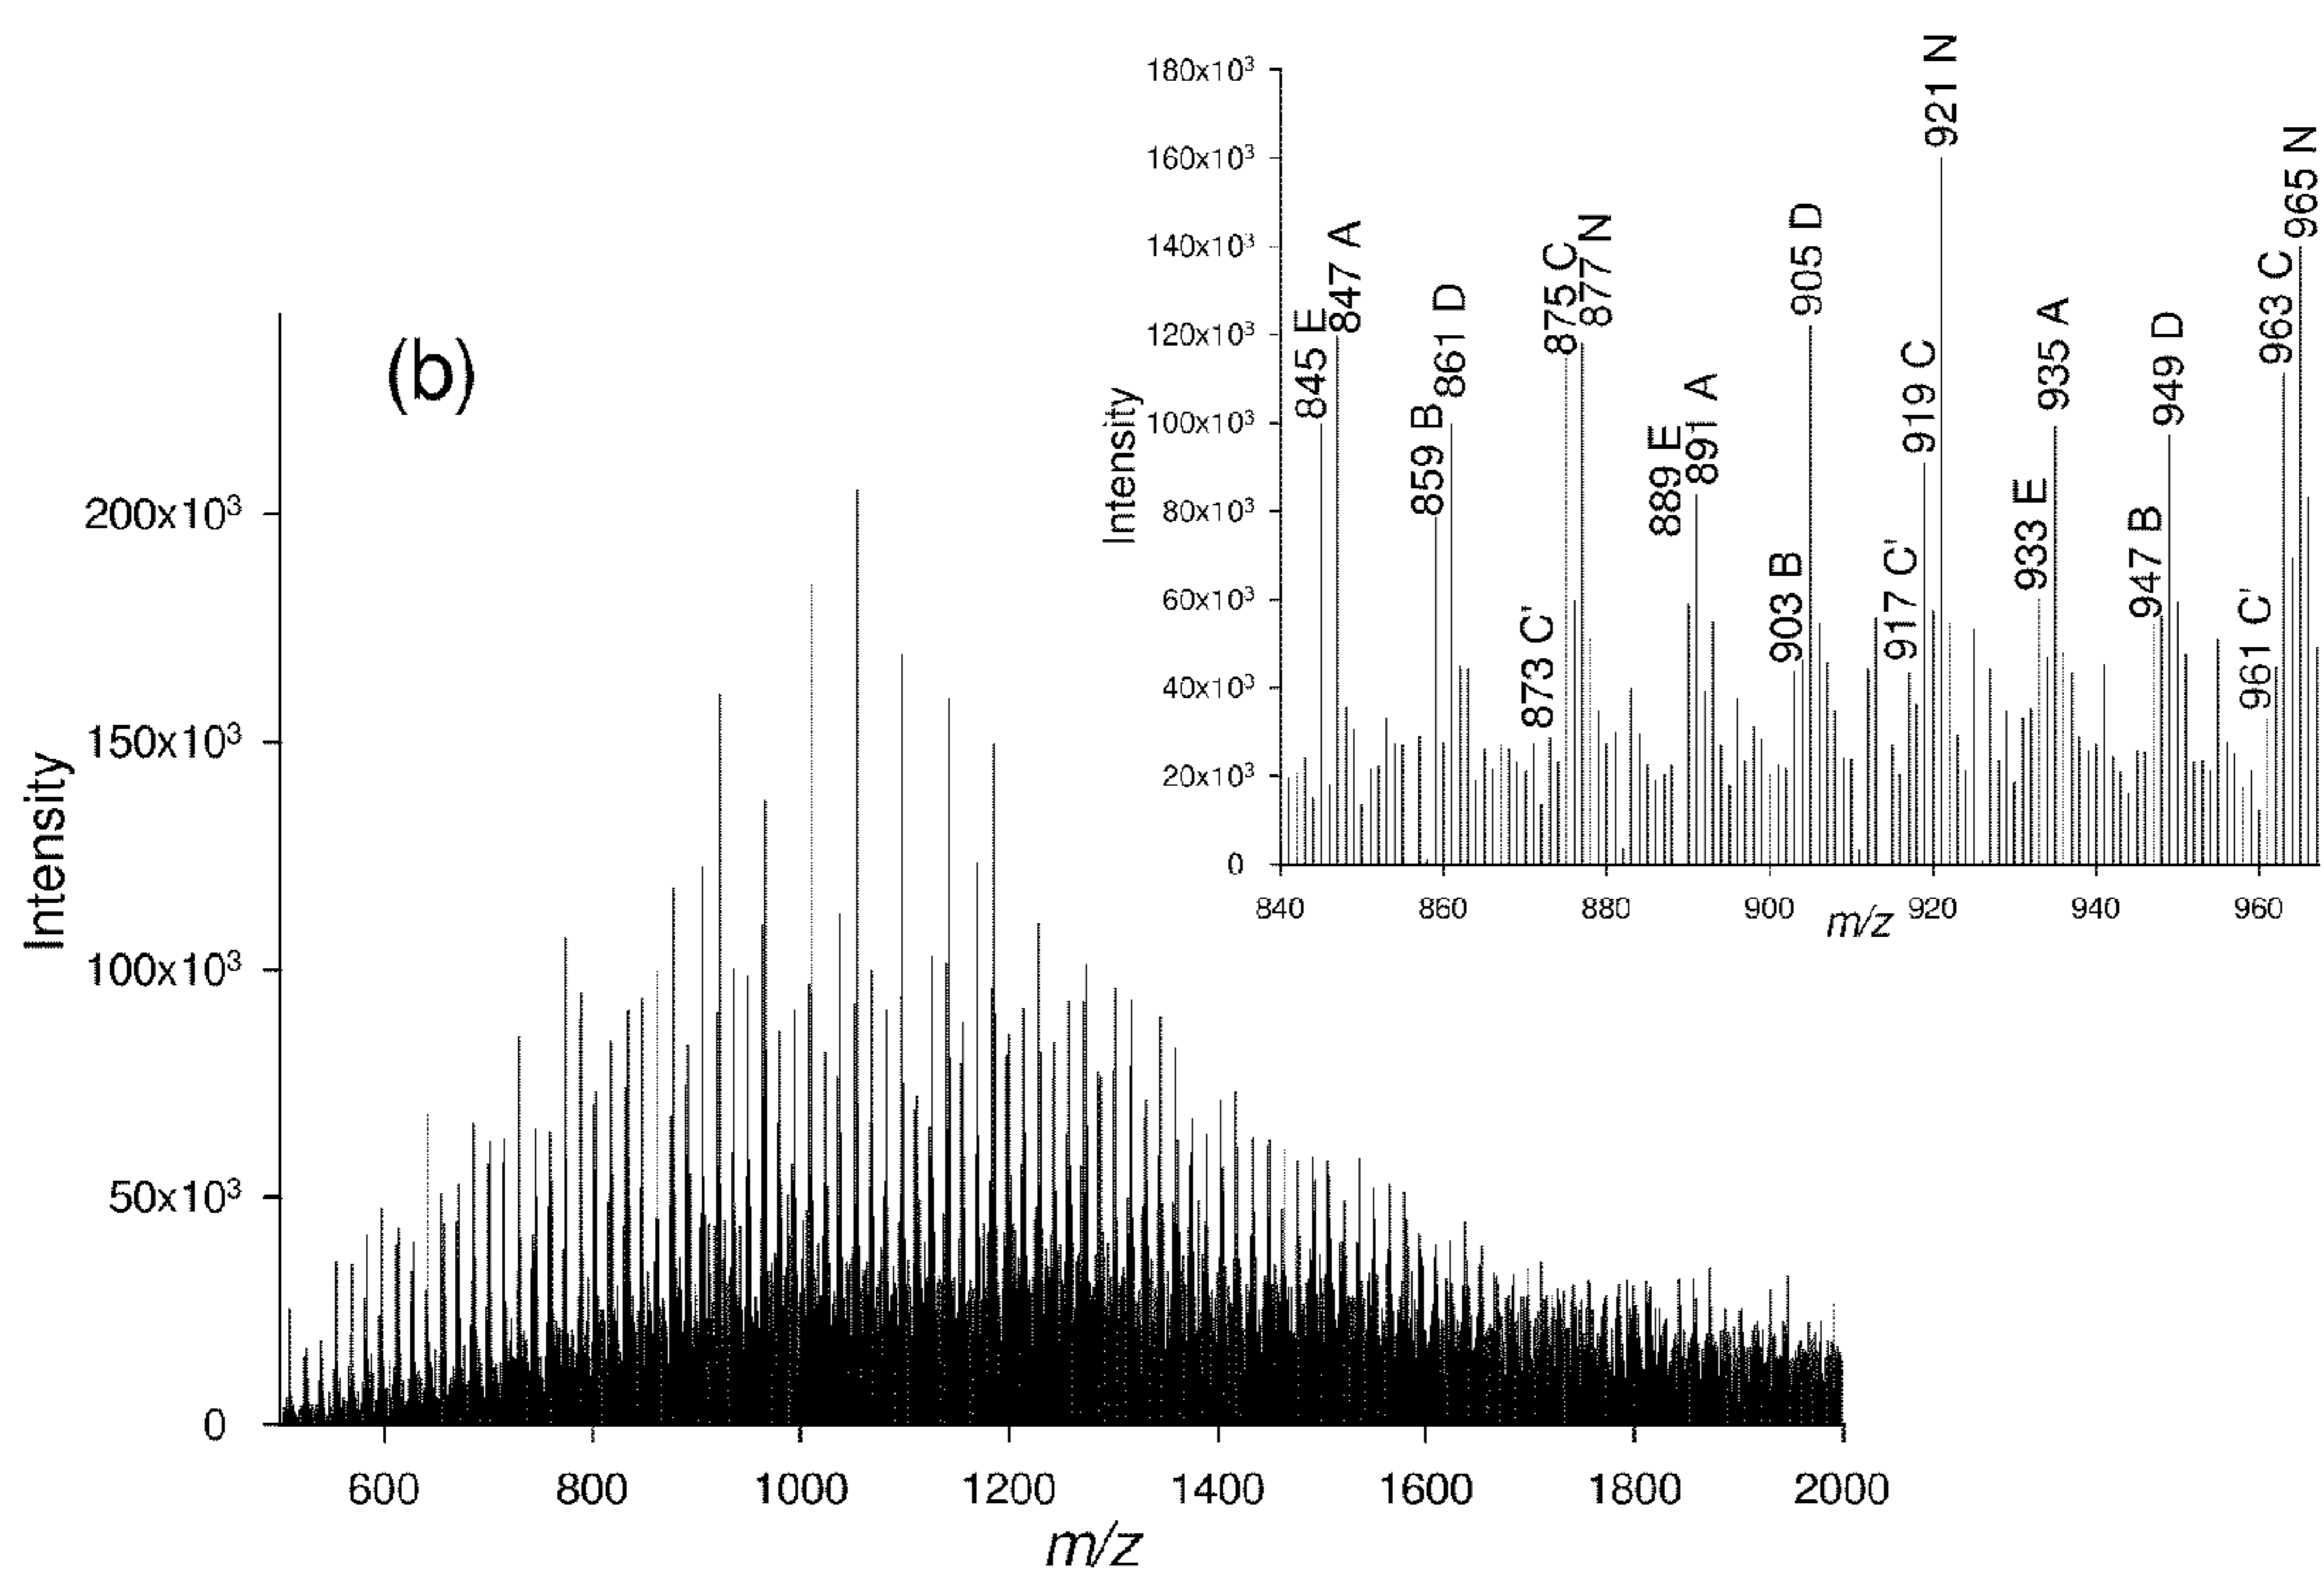 (b)
Intensity
200x10³
150x10³
100x10³
50x10³
0
600 800 1000 1200 1400 1600 1800 2000
m/z
Intensity
180x10³
160x10³
140x10³
120x10³
100x10³
80x10³
60x10³
40x10³
20x10³
0
840 860 880 900 920 940 960
m/z
845 E
847 A
859 B
861 D
873 C'
875 C
877 N
889 E
891 A
903 B
905 D
917 C'
919 C
921 N
933 E
935 A
947 B
949 D
961 C'
963 C
965 N